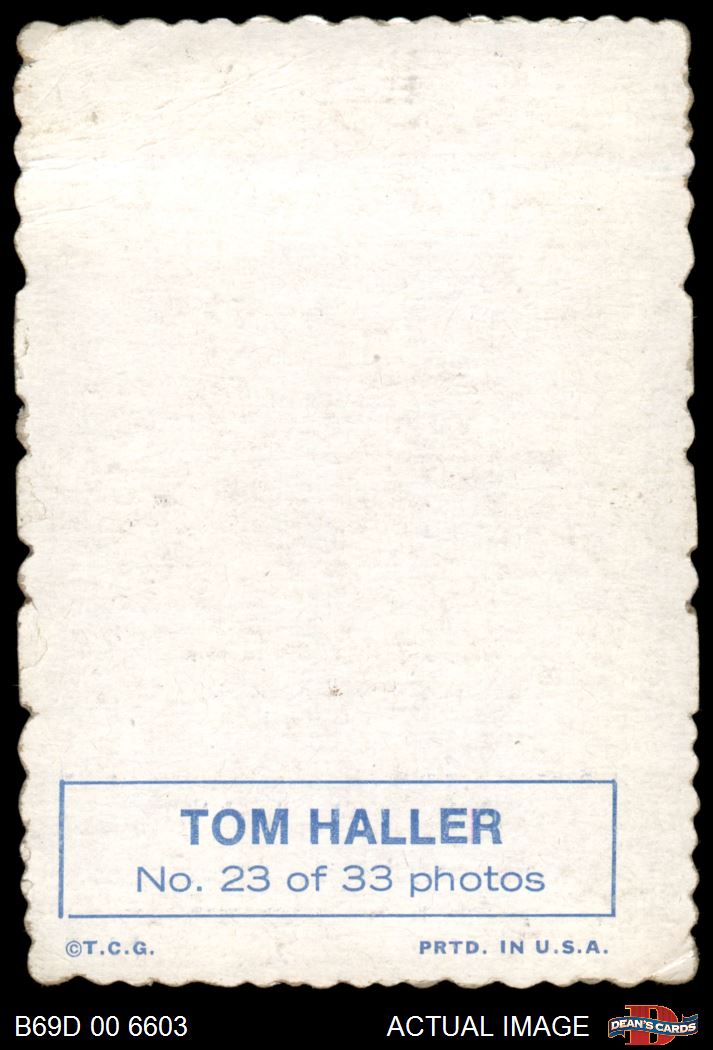 TOM HALLER
No. 23 of 33 photos
©T.C.G. PRTD. IN U.S.A.
B69D 00 6603 ACTUAL IMAGE DEAN'S CARDS